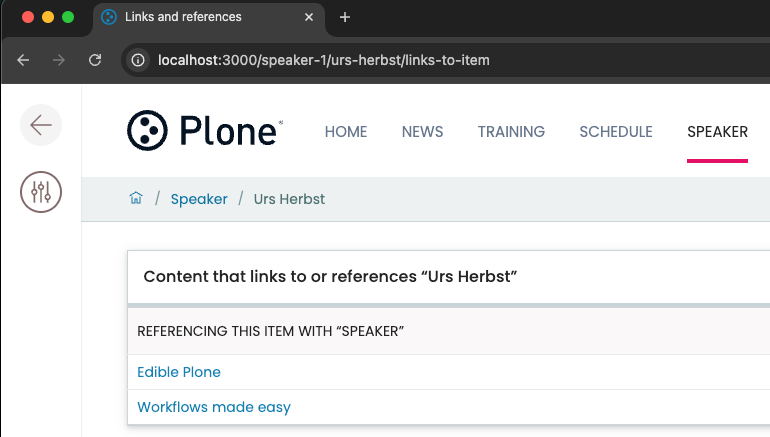 Links and references
localhost:3000/speaker-1/urs-herbst/links-to-item
Plone® HOME NEWS TRAINING SCHEDULE SPEAKER
/ Speaker / Urs Herbst
Content that links to or references “Urs Herbst”
REFERENCING THIS ITEM WITH “SPEAKER”
Edible Plone
Workflows made easy